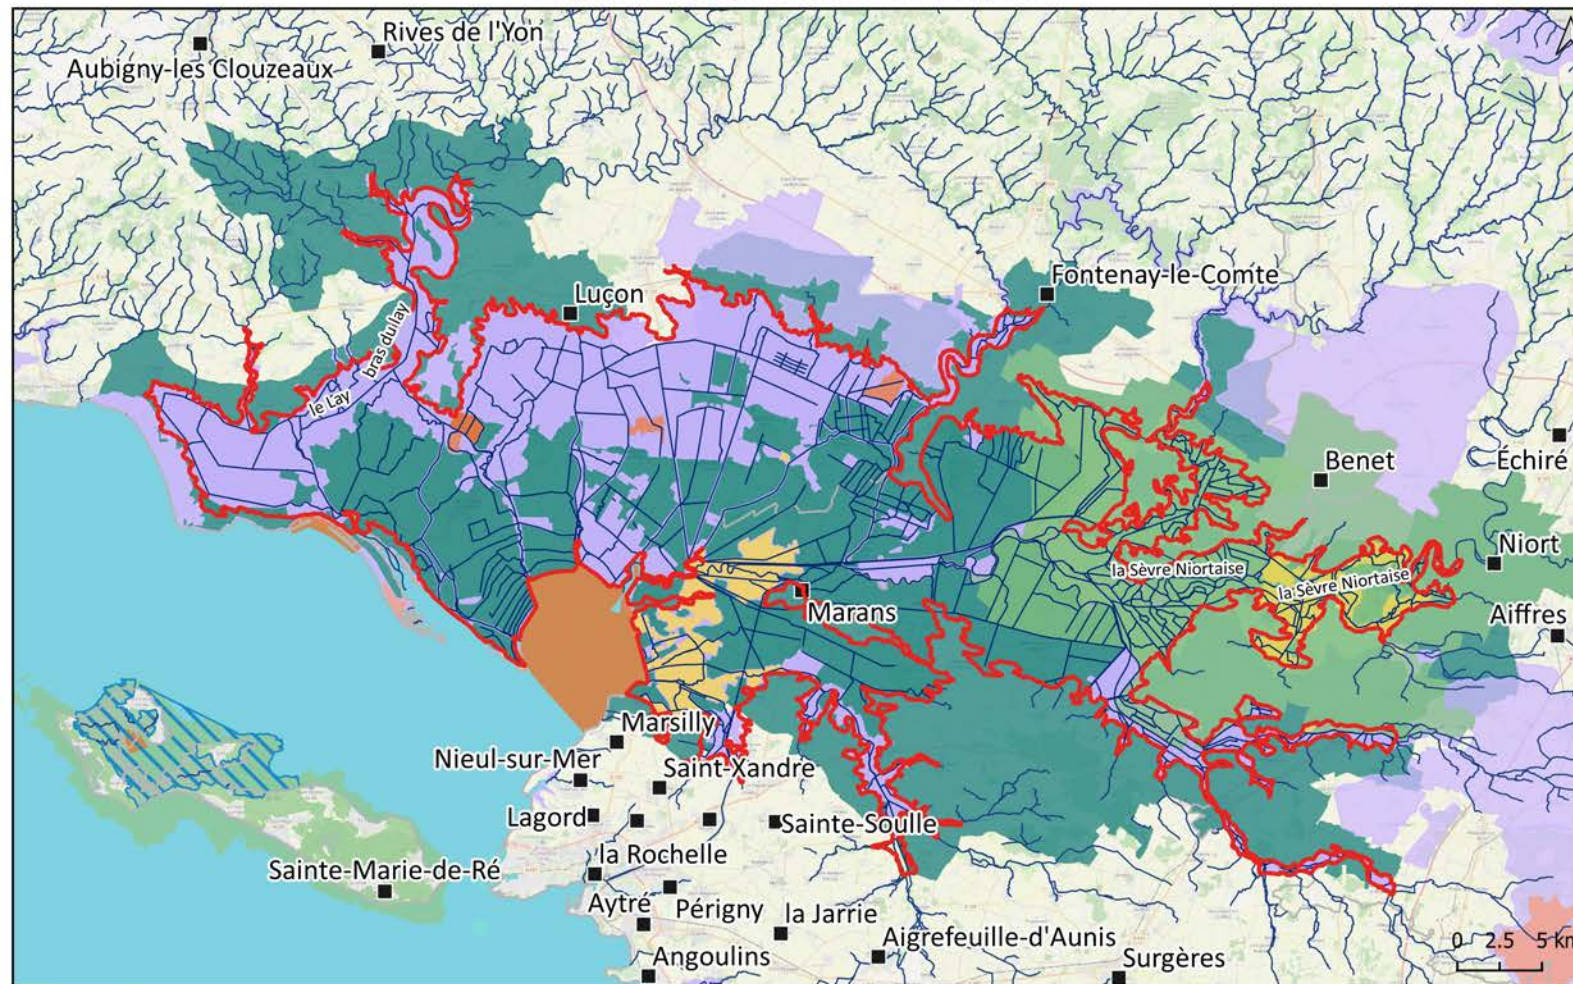 Rives de l'Yon
Aubigny-les Clouzeaux
Fontenay-le-Comte
Luçon
bras du lay
le Lay
Benet
Échiré
Niort
la Sèvre Niortaise
la Sèvre Niortaise
Marans
Aiffres
Marsilly
Nieul-sur-Mer
Saint-Xandre
Lagord
Sainte-Soulle
la Rochelle
Sainte-Marie-de-Ré
Aytré
Périgny
la Jarrie
Aigrefeuille-d'Aunis
Angoulins
Surgères
0 2.5 5 km